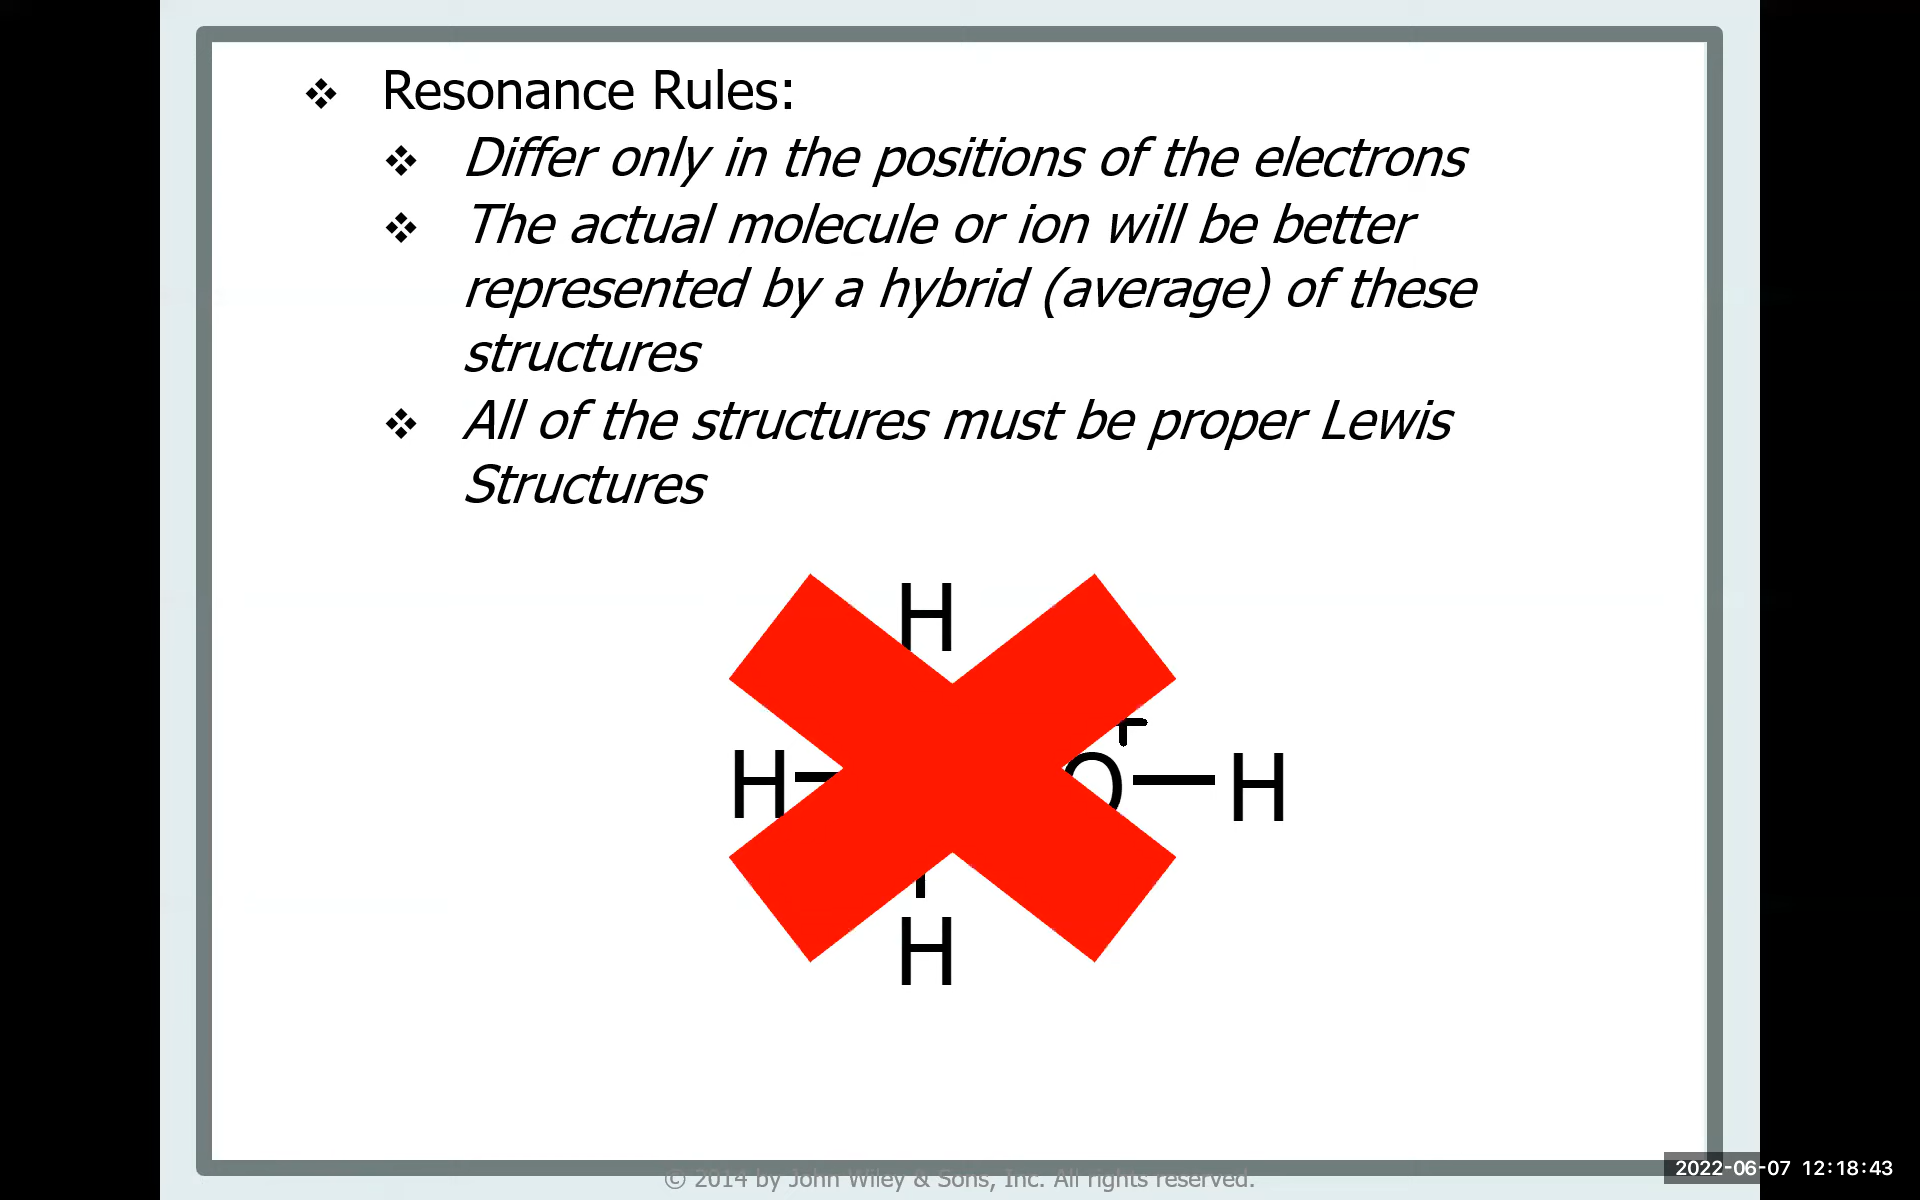 Resonance Rules:
Differ only in the positions of the electrons
The actual molecule or ion will be better
represented by a hybrid (average) of these
structures
All of the structures must be proper Lewis
Structures
H
+
H O H
H
© 2014 by John Wiley & Sons, Inc. All rights reserved.
2022-06-07 12:18:43